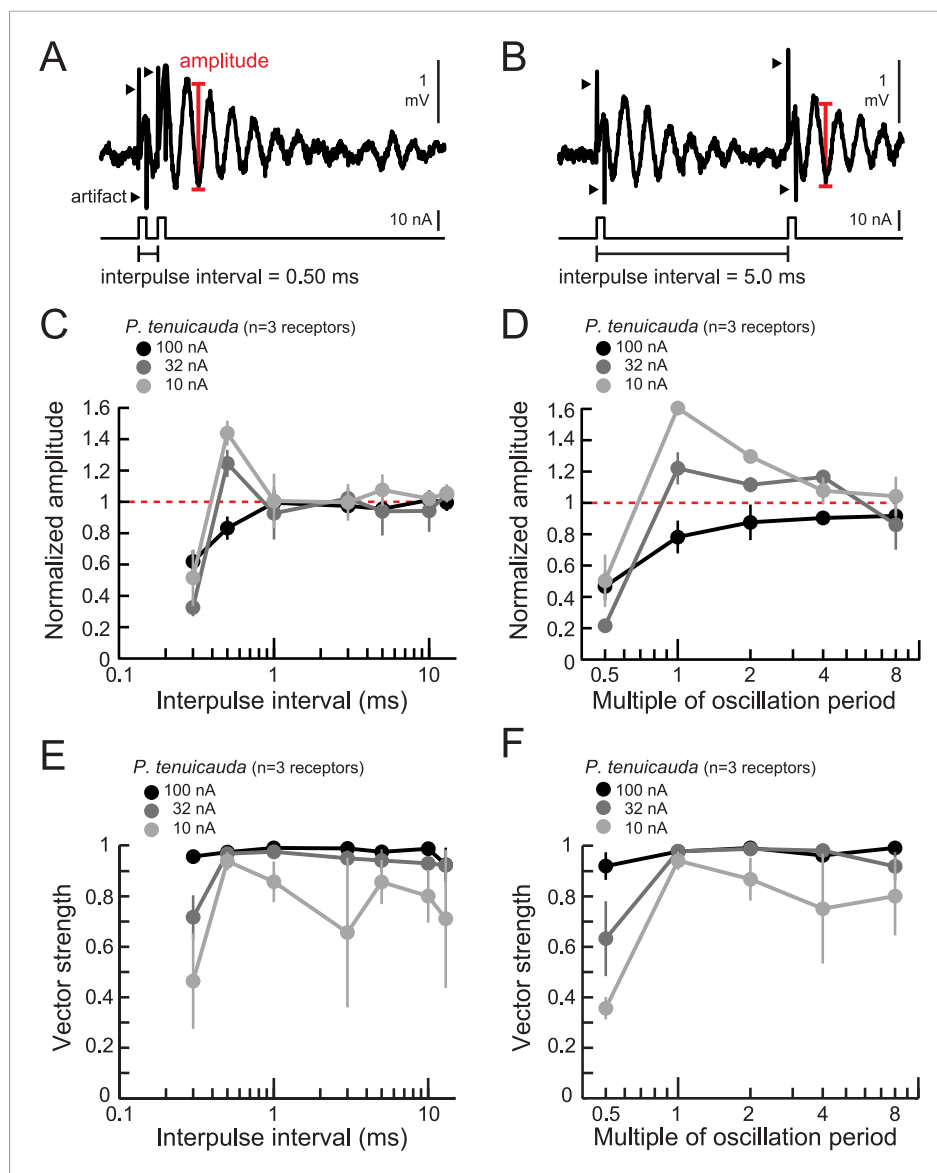 A
amplitude
1
mV
artifact
10 nA
interpulse interval = 0.50 ms
B
1
mV
10 nA
interpulse interval = 5.0 ms
C
P. tenuicauda (n=3 receptors)
100 nA
32 nA
10 nA
Normalized amplitude
1.6
1.4
1.2
1
0.8
0.6
0.4
0.2
0
0.1
1
10
Interpulse interval (ms)
D
P. tenuicauda (n=3 receptors)
100 nA
32 nA
10 nA
Normalized amplitude
1.6
1.4
1.2
1
0.8
0.6
0.4
0.2
0
0.5
1
2
4
8
Multiple of oscillation period
E
P. tenuicauda (n=3 receptors)
100 nA
32 nA
10 nA
Vector strength
1
0.8
0.6
0.4
0.2
0
0.1
1
10
Interpulse interval (ms)
F
P. tenuicauda (n=3 receptors)
100 nA
32 nA
10 nA
Vector strength
1
0.8
0.6
0.4
0.2
0
0.5
1
2
4
8
Multiple of oscillation period